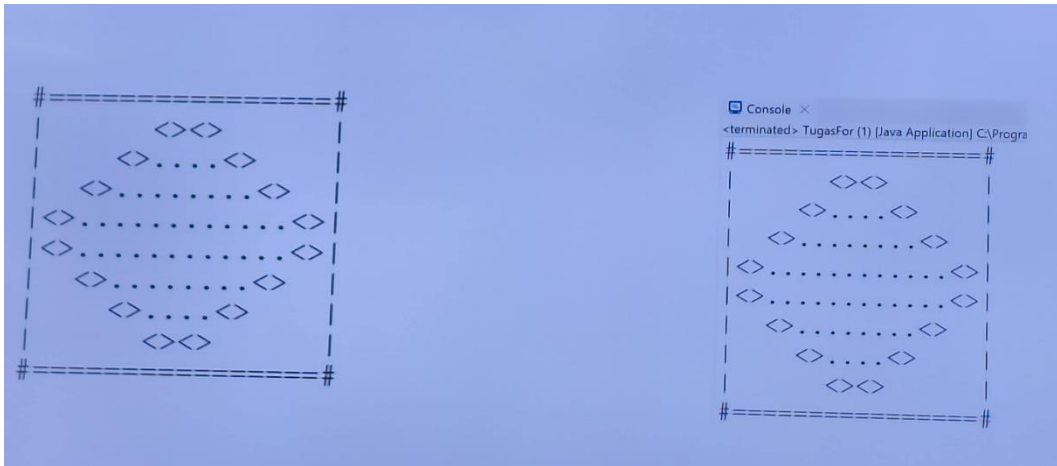 #================#
|      <><>      |
|    <>....<>    |
|  <>........<>  |
|<>............<>|
|<>............<>|
|  <>........<>  |
|    <>....<>    |
|      <><>      |
#================#
Console
<terminated> TugasFor (1) [Java Application] C:\Progra
#================#
|      <><>      |
|    <>....<>    |
|  <>........<>  |
|<>............<>|
|<>............<>|
|  <>........<>  |
|    <>....<>    |
|      <><>      |
#================#